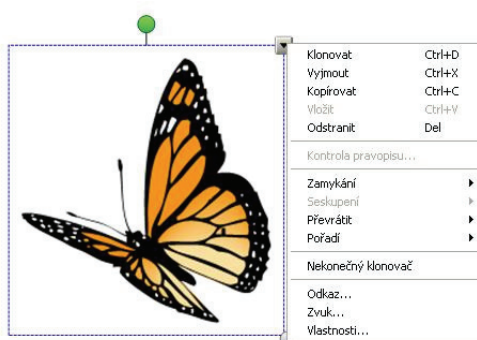 Klonovat Ctrl+D
Vyjmout Ctrl+X
Kopírovat Ctrl+C
Vložit Ctrl+V
Odstranit Del
Kontrola pravopisu...
Zamykání
Seskupení
Převrátit
Pořadí
Nekonečný klonovač
Odkaz...
Zvuk...
Vlastnosti...